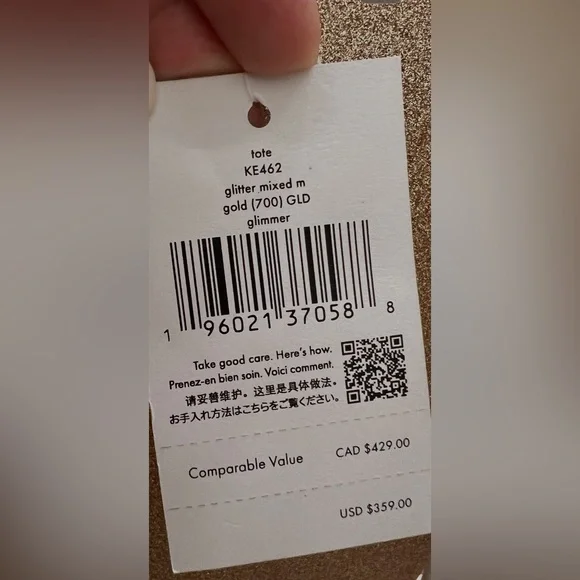 tote
KE462
glitter mixed m
gold (700) GLD
glimmer
1 96021 37058 8
Take good care. Here's how.
Prenez-en bien soin. Voici comment.
请妥善维护。这里是具体做法。
お手入れ方法はこちらをご覧ください。
Comparable Value CAD $429.00
USD $359.00